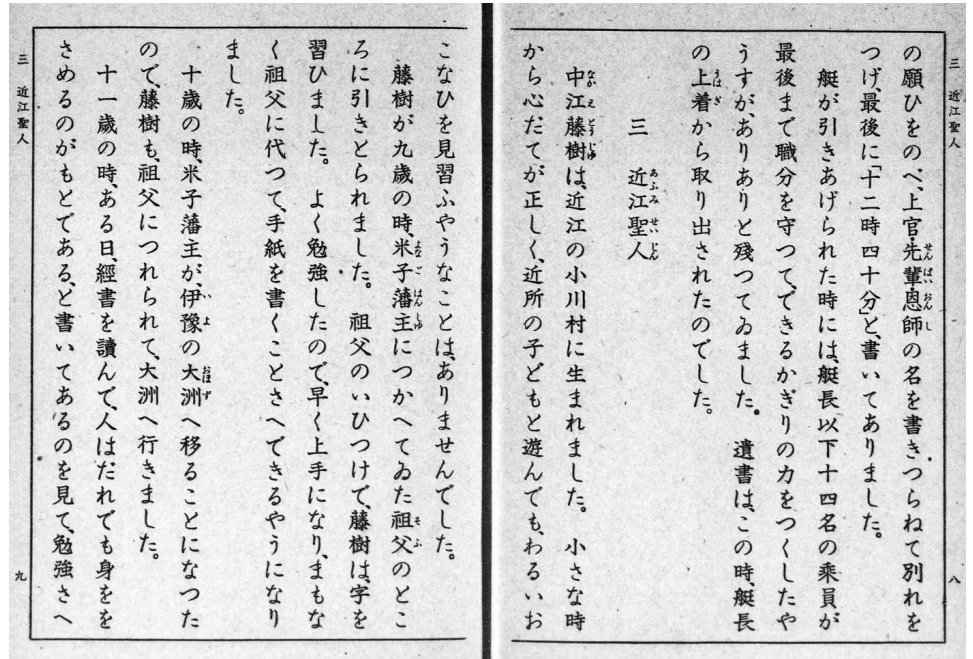 三 近江聖人
八
の願ひをのべ、上官・先輩・恩師の名を書きつらねて別れを
つげ、最後に「十二時四十分」と、書いてありました。
艇が引きあげられた時には、艇長以下十四名の乘員が
最後まで職分を守つて、できるかぎりの力をつくしたや
うすが、ありありと殘つてゐました。遺書は、この時、艇長
の上着から取り出されたのでした。
三 近江聖人
中江藤樹は、近江の小川村に生まれました。小さな時
から心だてが正しく、近所の子どもと遊んでも、わるいお
こなひを見習ふやうなことは、ありませんでした。
藤樹が九歳の時、米子藩主につかへてゐた祖父のとこ
ろに引きとられました。祖父のいひつけで、藤樹は、字を
習ひました。よく勉強したので、早く上手になり、まもな
く祖父に代つて、手紙を書くことさへできるやうになり
ました。
十歳の時、米子藩主が、伊豫の大洲へ移ることになつた
ので、藤樹も、祖父につれられて、大洲へ行きました。
十一歳の時、ある日、經書を讀んで、人はだれでも身ををさ
さめるのがもとである、と書いてあるのを見て、勉強さへ
三 近江聖人
九